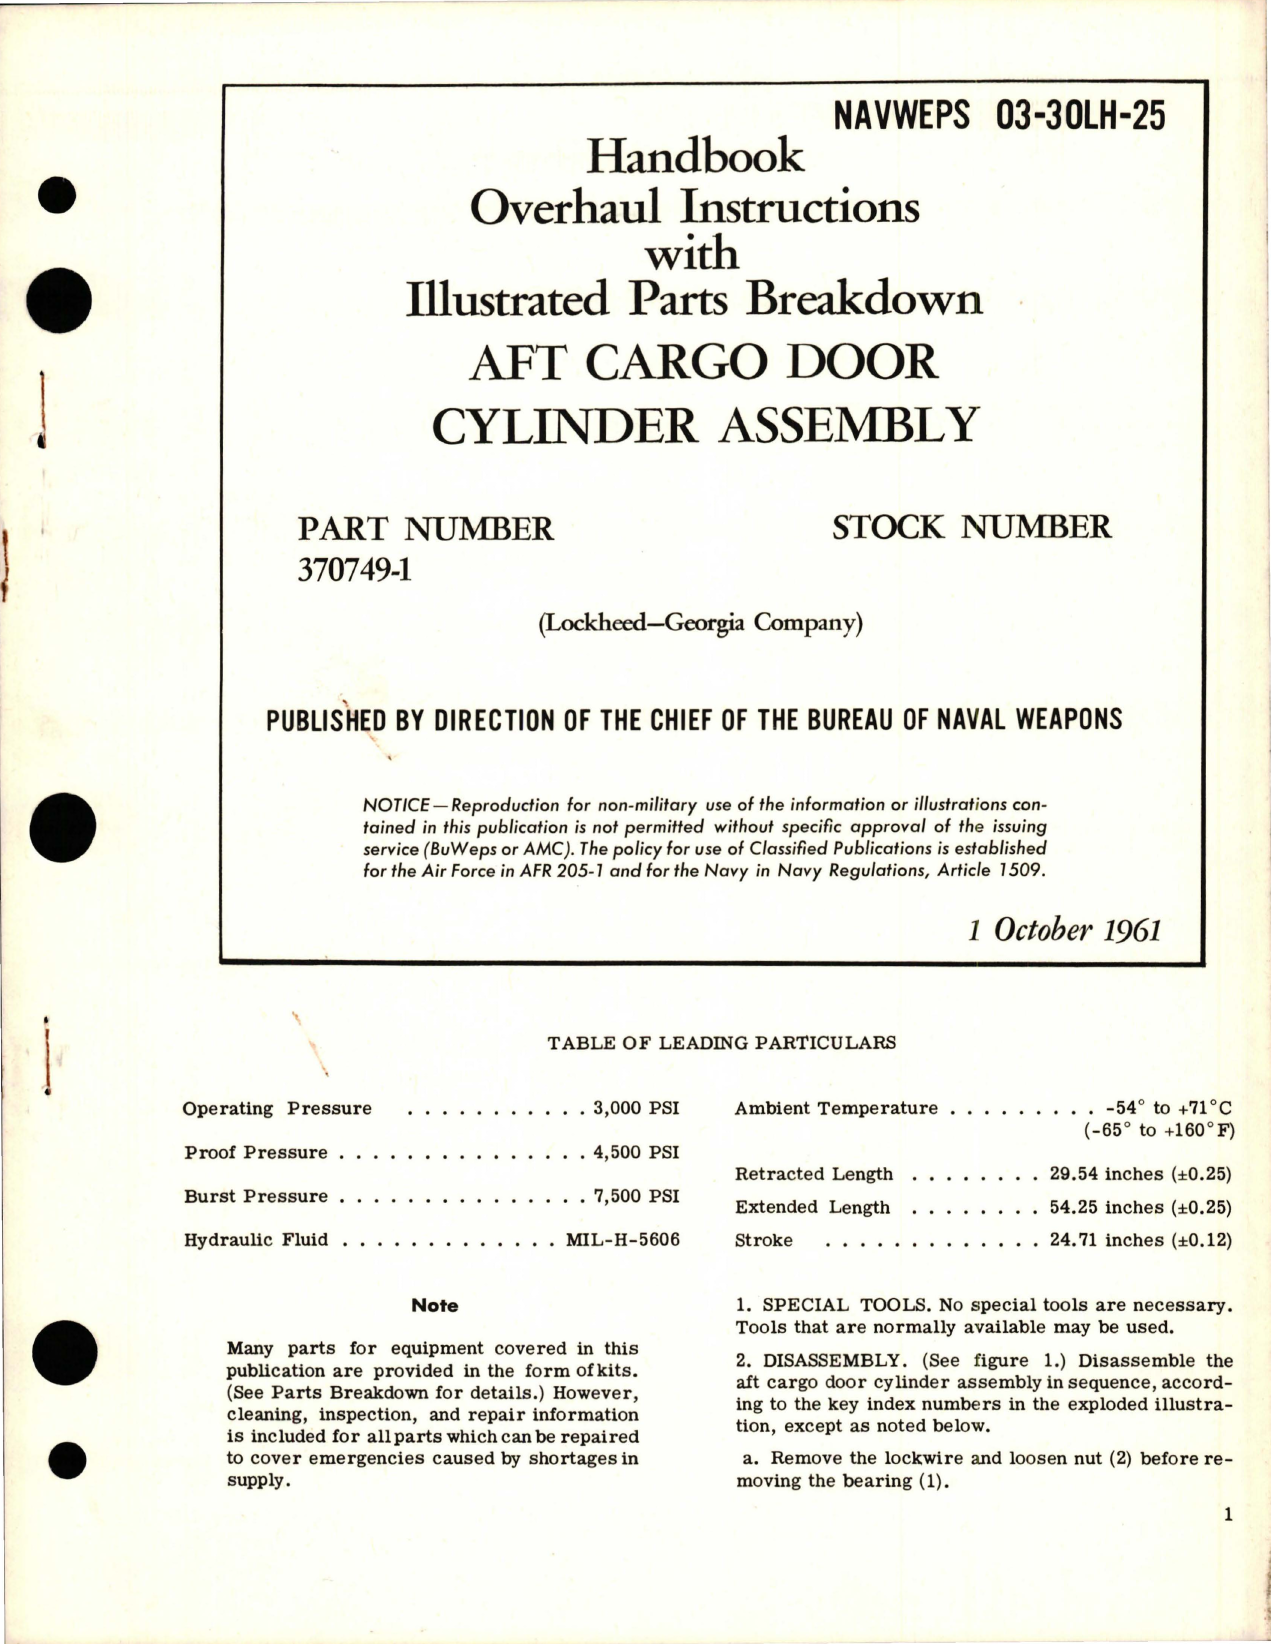 NAVWEPS 03-30LH-25
Handbook
Overhaul Instructions
with
Illustrated Parts Breakdown
AFT CARGO DOOR
CYLINDER ASSEMBLY
PART NUMBER
370749-1
STOCK NUMBER
(Lockheed—Georgia Company)
PUBLISHED BY DIRECTION OF THE CHIEF OF THE BUREAU OF NAVAL WEAPONS
NOTICE—Reproduction for non-military use of the information or illustrations con-
tained in this publication is not permitted without specific approval of the issuing
service (BuWeps or AMC). The policy for use of Classified Publications is established
for the Air Force in AFR 205-1 and for the Navy in Navy Regulations, Article 1509.
1 October 1961
TABLE OF LEADING PARTICULARS
Operating Pressure . . . . . . . . . . . 3,000 PSI
Proof Pressure . . . . . . . . . . . . . . . 4,500 PSI
Burst Pressure . . . . . . . . . . . . . . . 7,500 PSI
Hydraulic Fluid . . . . . . . . . . . . . MIL-H-5606
Note
Many parts for equipment covered in this
publication are provided in the form of kits.
(See Parts Breakdown for details.) However,
cleaning, inspection, and repair information
is included for all parts which can be repaired
to cover emergencies caused by shortages in
supply.
Ambient Temperature . . . . . . . . . -54° to +71°C
(-65° to +160°F)
Retracted Length . . . . . . . . 29.54 inches (±0.25)
Extended Length . . . . . . . . 54.25 inches (±0.25)
Stroke . . . . . . . . . . . . . 24.71 inches (±0.12)
1. SPECIAL TOOLS. No special tools are necessary.
Tools that are normally available may be used.
2. DISASSEMBLY. (See figure 1.) Disassemble the
aft cargo door cylinder assembly in sequence, accord-
ing to the key index numbers in the exploded illustra-
tion, except as noted below.
a. Remove the lockwire and loosen nut (2) before re-
moving the bearing (1).
1